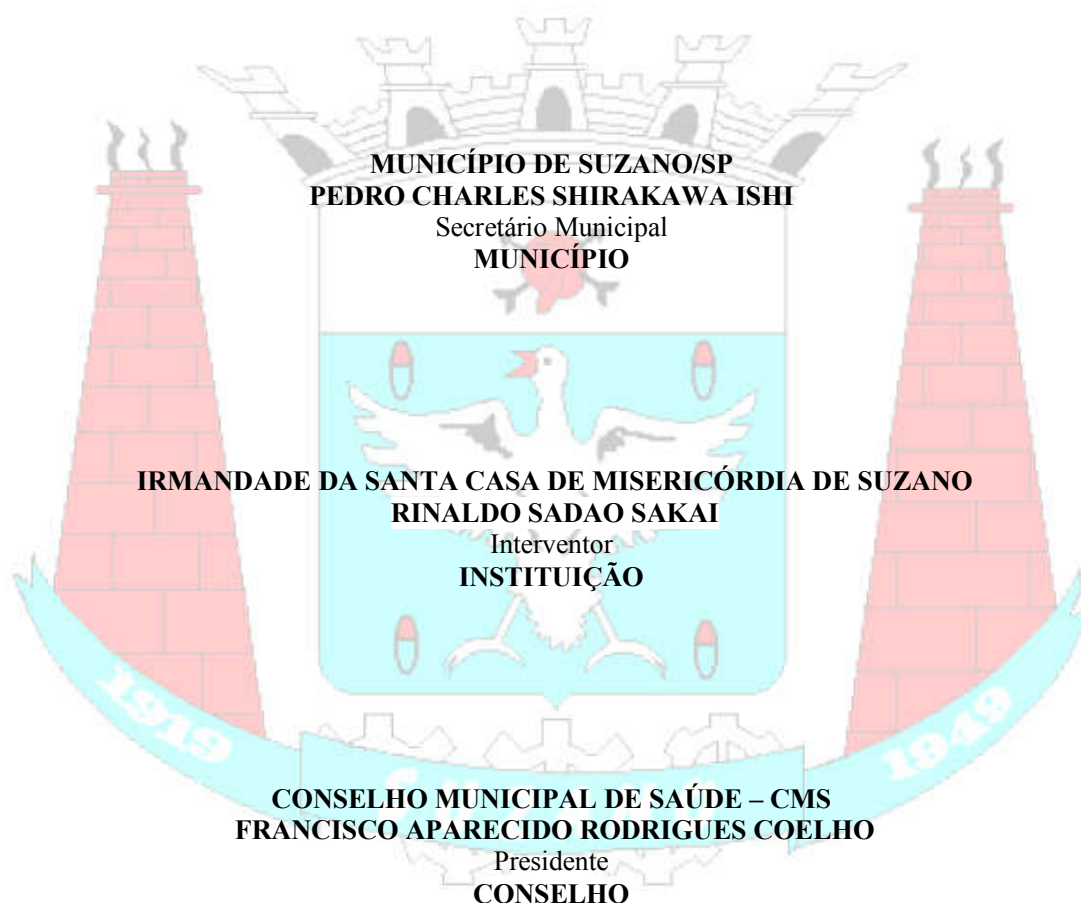 MUNICÍPIO DE SUZANO/SP
PEDRO CHARLES SHIRAKAWA ISHI
Secretário Municipal
MUNICÍPIO
IRMANDADE DA SANTA CASA DE MISERICÓRDIA DE SUZANO
RINALDO SADAO SAKAI
Interventor
INSTITUIÇÃO
1919
1949
CONSELHO MUNICIPAL DE SAÚDE – CMS
FRANCISCO APARECIDO RODRIGUES COELHO
Presidente
CONSELHO